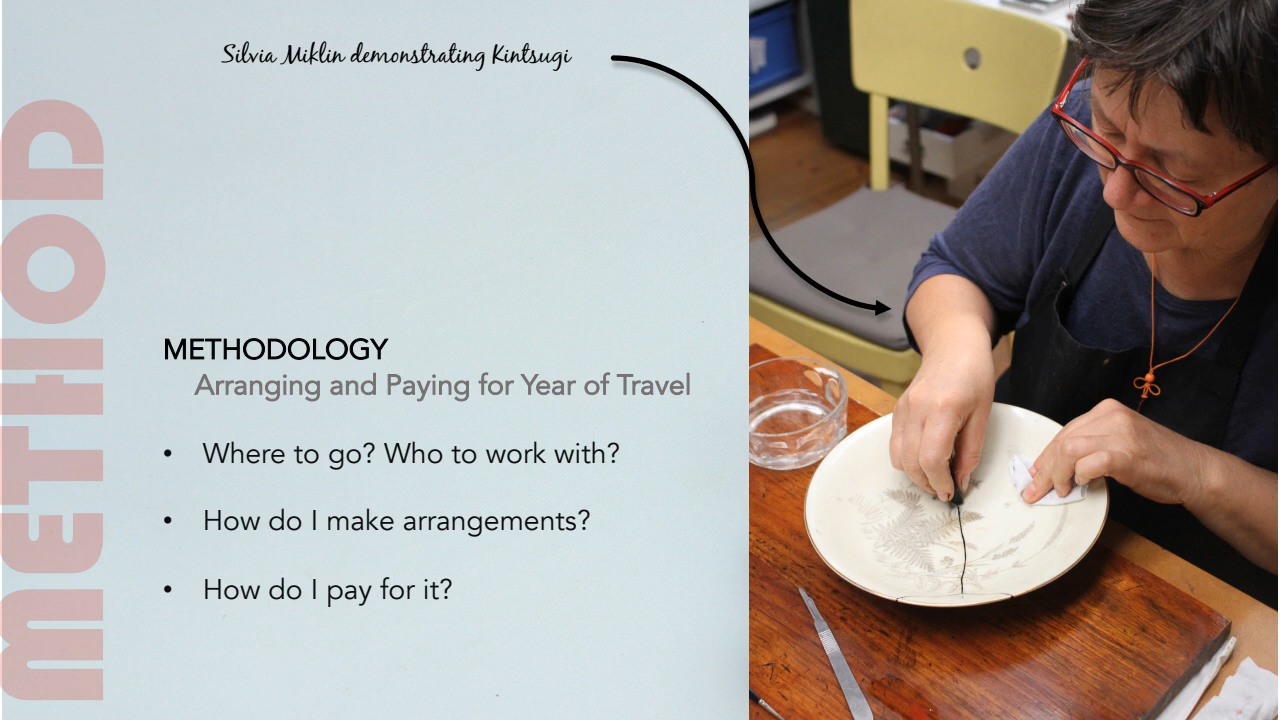 Silvia Miklin demonstrating Kintsugi
METHOD
METHODOLOGY
Arranging and Paying for Year of Travel
• Where to go? Who to work with?
• How do I make arrangements?
• How do I pay for it?